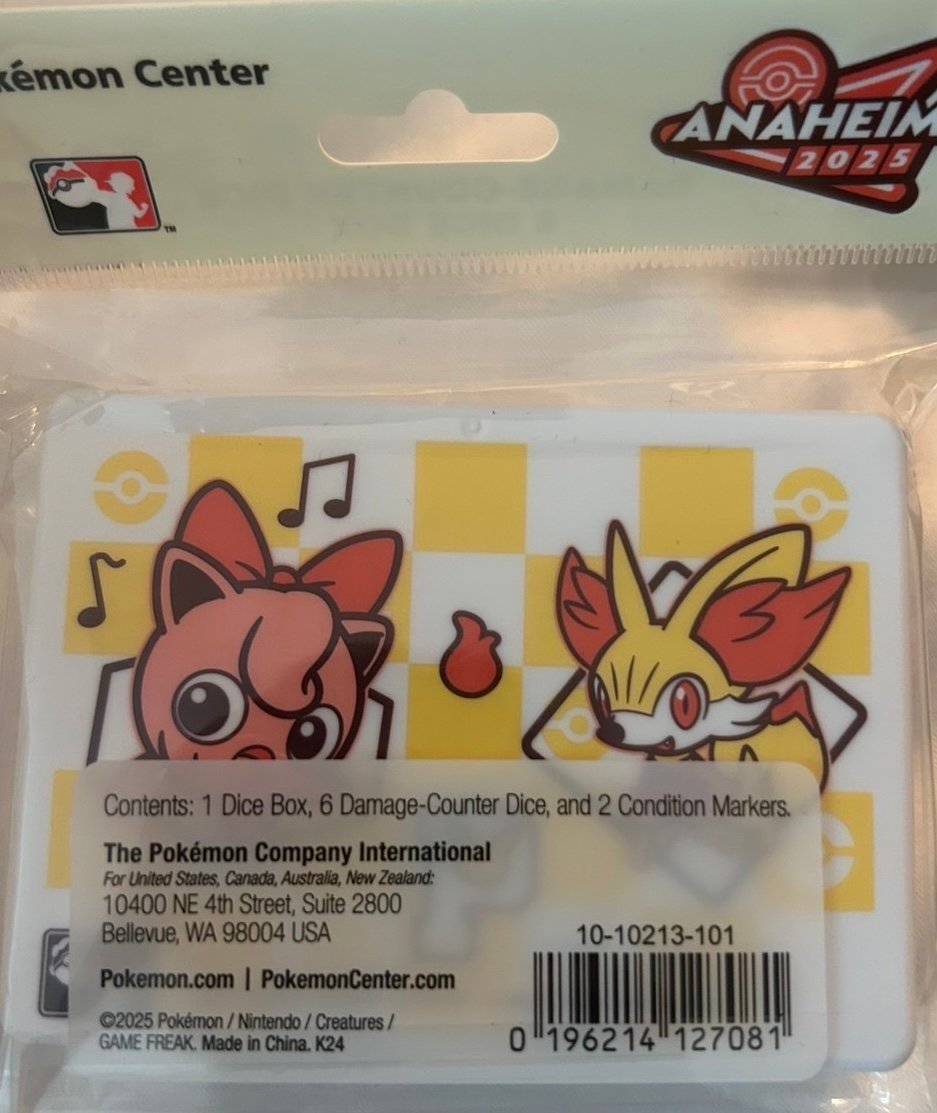 kémon Center
ANAHEIM
2025
TM
Contents: 1 Dice Box, 6 Damage-Counter Dice, and 2 Condition Markers.
The Pokémon Company International
For United States, Canada, Australia, New Zealand:
10400 NE 4th Street, Suite 2800
Bellevue, WA 98004 USA
10-10213-101
Pokemon.com | PokemonCenter.com
©2025 Pokémon / Nintendo / Creatures /
GAME FREAK. Made in China. K24
0 196214 127081